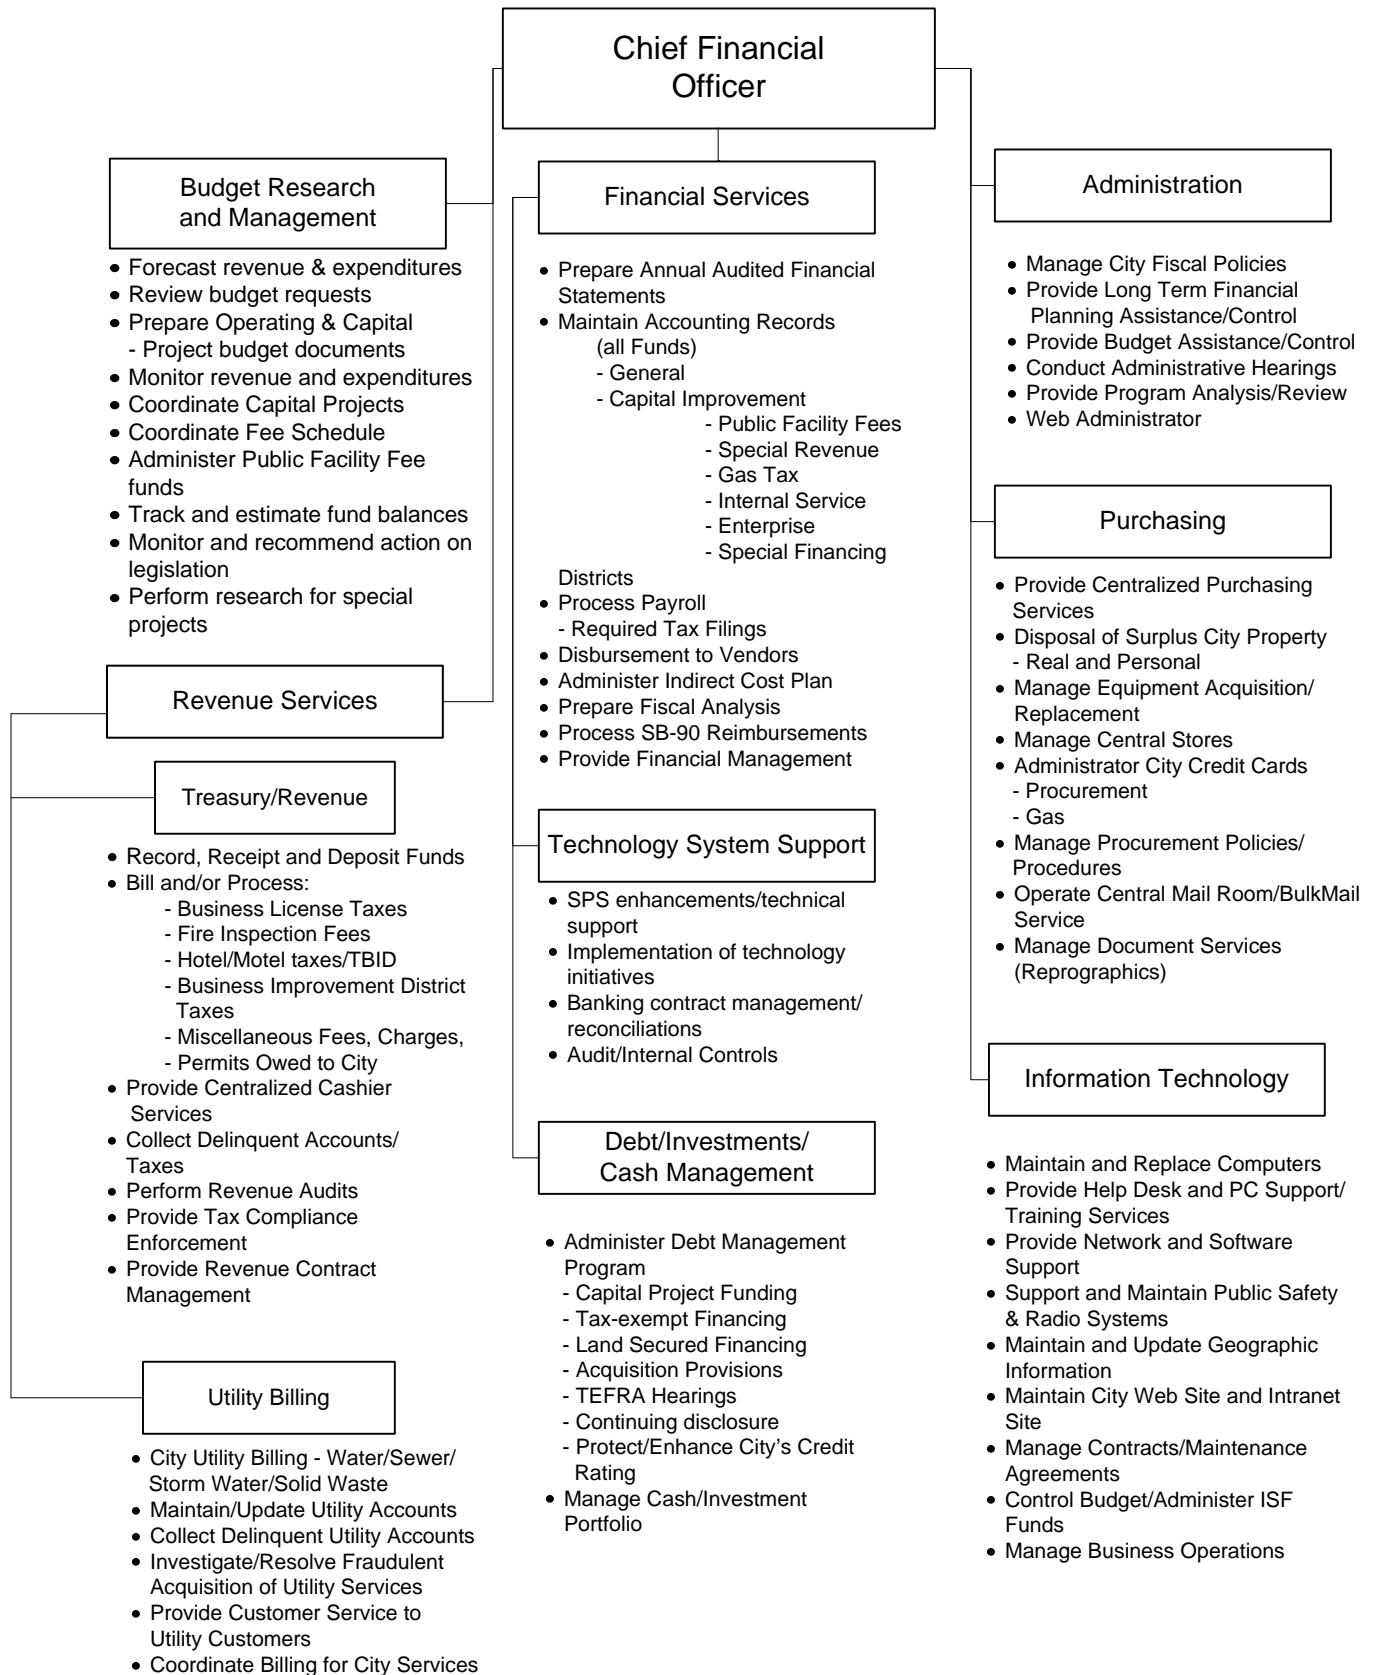 Chief Financial
Officer
Budget Research
and Management
• Forecast revenue & expenditures
• Review budget requests
• Prepare Operating & Capital
- Project budget documents
• Monitor revenue and expenditures
• Coordinate Capital Projects
• Coordinate Fee Schedule
• Administer Public Facility Fee
funds
• Track and estimate fund balances
• Monitor and recommend action on
legislation
• Perform research for special
projects
Revenue Services
Treasury/Revenue
• Record, Receipt and Deposit Funds
• Bill and/or Process:
- Business License Taxes
- Fire Inspection Fees
- Hotel/Motel taxes/TBID
- Business Improvement District
Taxes
- Miscellaneous Fees, Charges,
- Permits Owed to City
• Provide Centralized Cashier
Services
• Collect Delinquent Accounts/
Taxes
• Perform Revenue Audits
• Provide Tax Compliance
Enforcement
• Provide Revenue Contract
Management
Utility Billing
• City Utility Billing - Water/Sewer/
Storm Water/Solid Waste
• Maintain/Update Utility Accounts
• Collect Delinquent Utility Accounts
• Investigate/Resolve Fraudulent
Acquisition of Utility Services
• Provide Customer Service to
Utility Customers
• Coordinate Billing for City Services
Financial Services
• Prepare Annual Audited Financial
Statements
• Maintain Accounting Records
(all Funds)
- General
- Capital Improvement
- Public Facility Fees
- Special Revenue
- Gas Tax
- Internal Service
- Enterprise
- Special Financing
Districts
• Process Payroll
- Required Tax Filings
• Disbursement to Vendors
• Administer Indirect Cost Plan
• Prepare Fiscal Analysis
• Process SB-90 Reimbursements
• Provide Financial Management
Technology System Support
• SPS enhancements/technical
support
• Implementation of technology
initiatives
• Banking contract management/
reconciliations
• Audit/Internal Controls
Debt/Investments/
Cash Management
• Administer Debt Management
Program
- Capital Project Funding
- Tax-exempt Financing
- Land Secured Financing
- Acquisition Provisions
- TEFRA Hearings
- Continuing disclosure
- Protect/Enhance City's Credit
Rating
• Manage Cash/Investment
Portfolio
Administration
• Manage City Fiscal Policies
• Provide Long Term Financial
Planning Assistance/Control
• Provide Budget Assistance/Control
• Conduct Administrative Hearings
• Provide Program Analysis/Review
• Web Administrator
Purchasing
• Provide Centralized Purchasing
Services
• Disposal of Surplus City Property
- Real and Personal
• Manage Equipment Acquisition/
Replacement
• Manage Central Stores
• Administrator City Credit Cards
- Procurement
- Gas
• Manage Procurement Policies/
Procedures
• Operate Central Mail Room/BulkMail
Service
• Manage Document Services
(Reprographics)
Information Technology
• Maintain and Replace Computers
• Provide Help Desk and PC Support/
Training Services
• Provide Network and Software
Support
• Support and Maintain Public Safety
& Radio Systems
• Maintain and Update Geographic
Information
• Maintain City Web Site and Intranet
Site
• Manage Contracts/Maintenance
Agreements
• Control Budget/Administer ISF
Funds
• Manage Business Operations